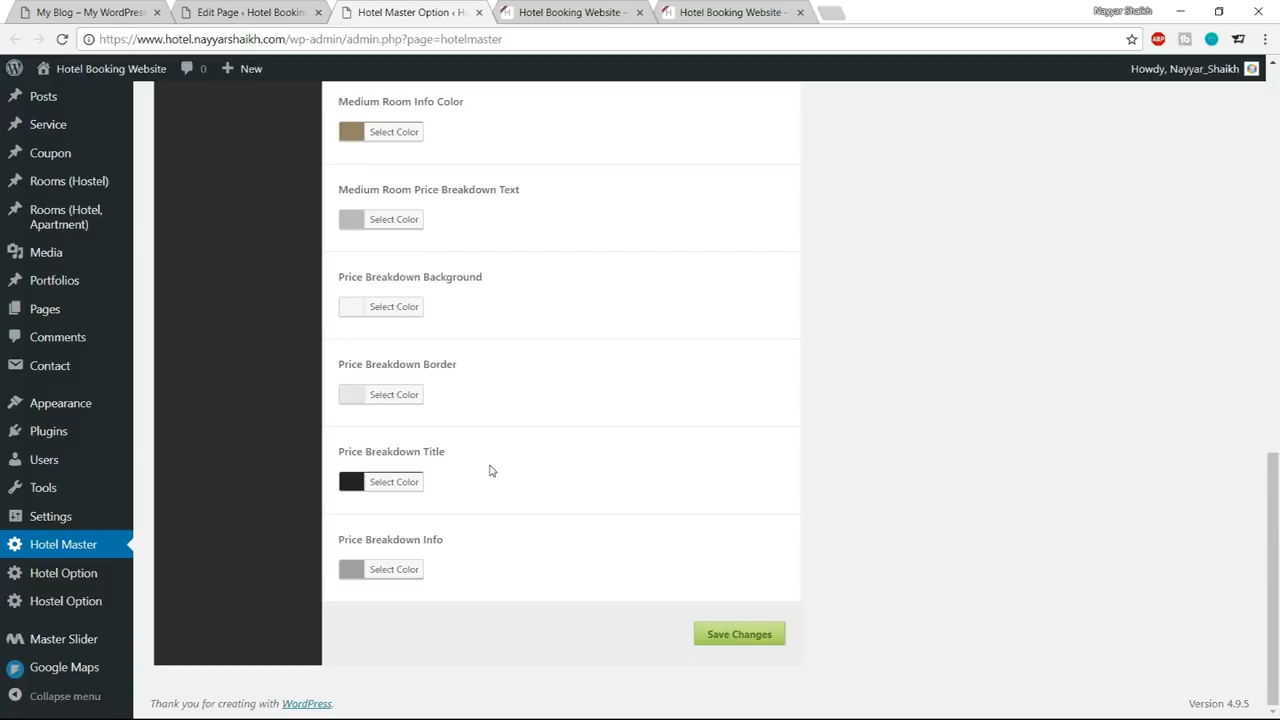 My Blog – My WordPress
Edit Page ‹ Hotel Bookin
Hotel Master Option ‹ H
Hotel Booking Website –
Hotel Booking Website –
Nayyar Shaikh
https://www.hotel.nayyarshaikh.com/wp-admin/admin.php?page=hotelmaster
ABP
fb
Hotel Booking Website
0
New
Howdy, Nayyar_Shaikh
Posts
Service
Coupon
Rooms (Hostel)
Rooms (Hotel,
Apartment)
Media
Portfolios
Pages
Comments
Contact
Appearance
Plugins
Users
Tools
Settings
Hotel Master
Hotel Option
Hostel Option
Master Slider
Google Maps
Collapse menu
Medium Room Info Color
Select Color
Medium Room Price Breakdown Text
Select Color
Price Breakdown Background
Select Color
Price Breakdown Border
Select Color
Price Breakdown Title
Select Color
Price Breakdown Info
Select Color
Save Changes
Thank you for creating with WordPress.
Version 4.9.5